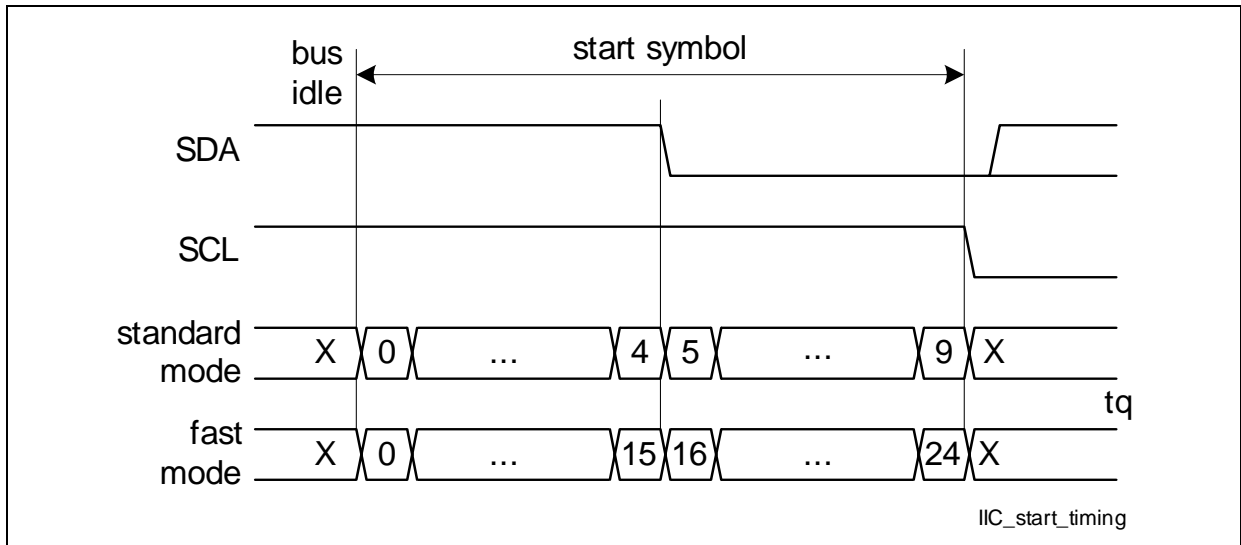 bus
idle
start symbol
SDA
SCL
standard
mode
X 0 ... 4 5 ... 9 X
tq
fast
mode
X 0 ... 15 16 ... 24 X
IIC_start_timing